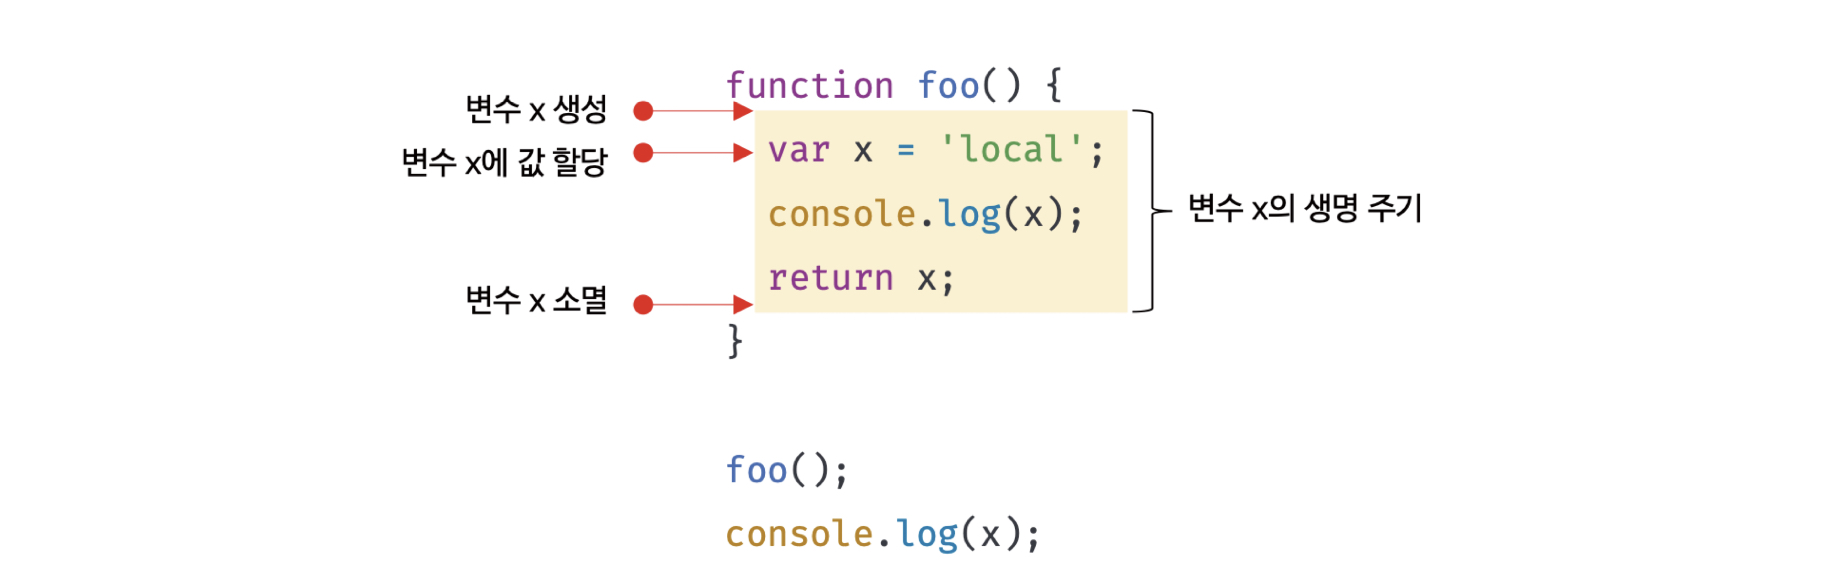 function foo() {
변수 x 생성
var x = 'local';
변수 x에 값 할당
console.log(x);
변수 x의 생명 주기
return x;
변수 x 소멸
}
foo();
console.log(x);